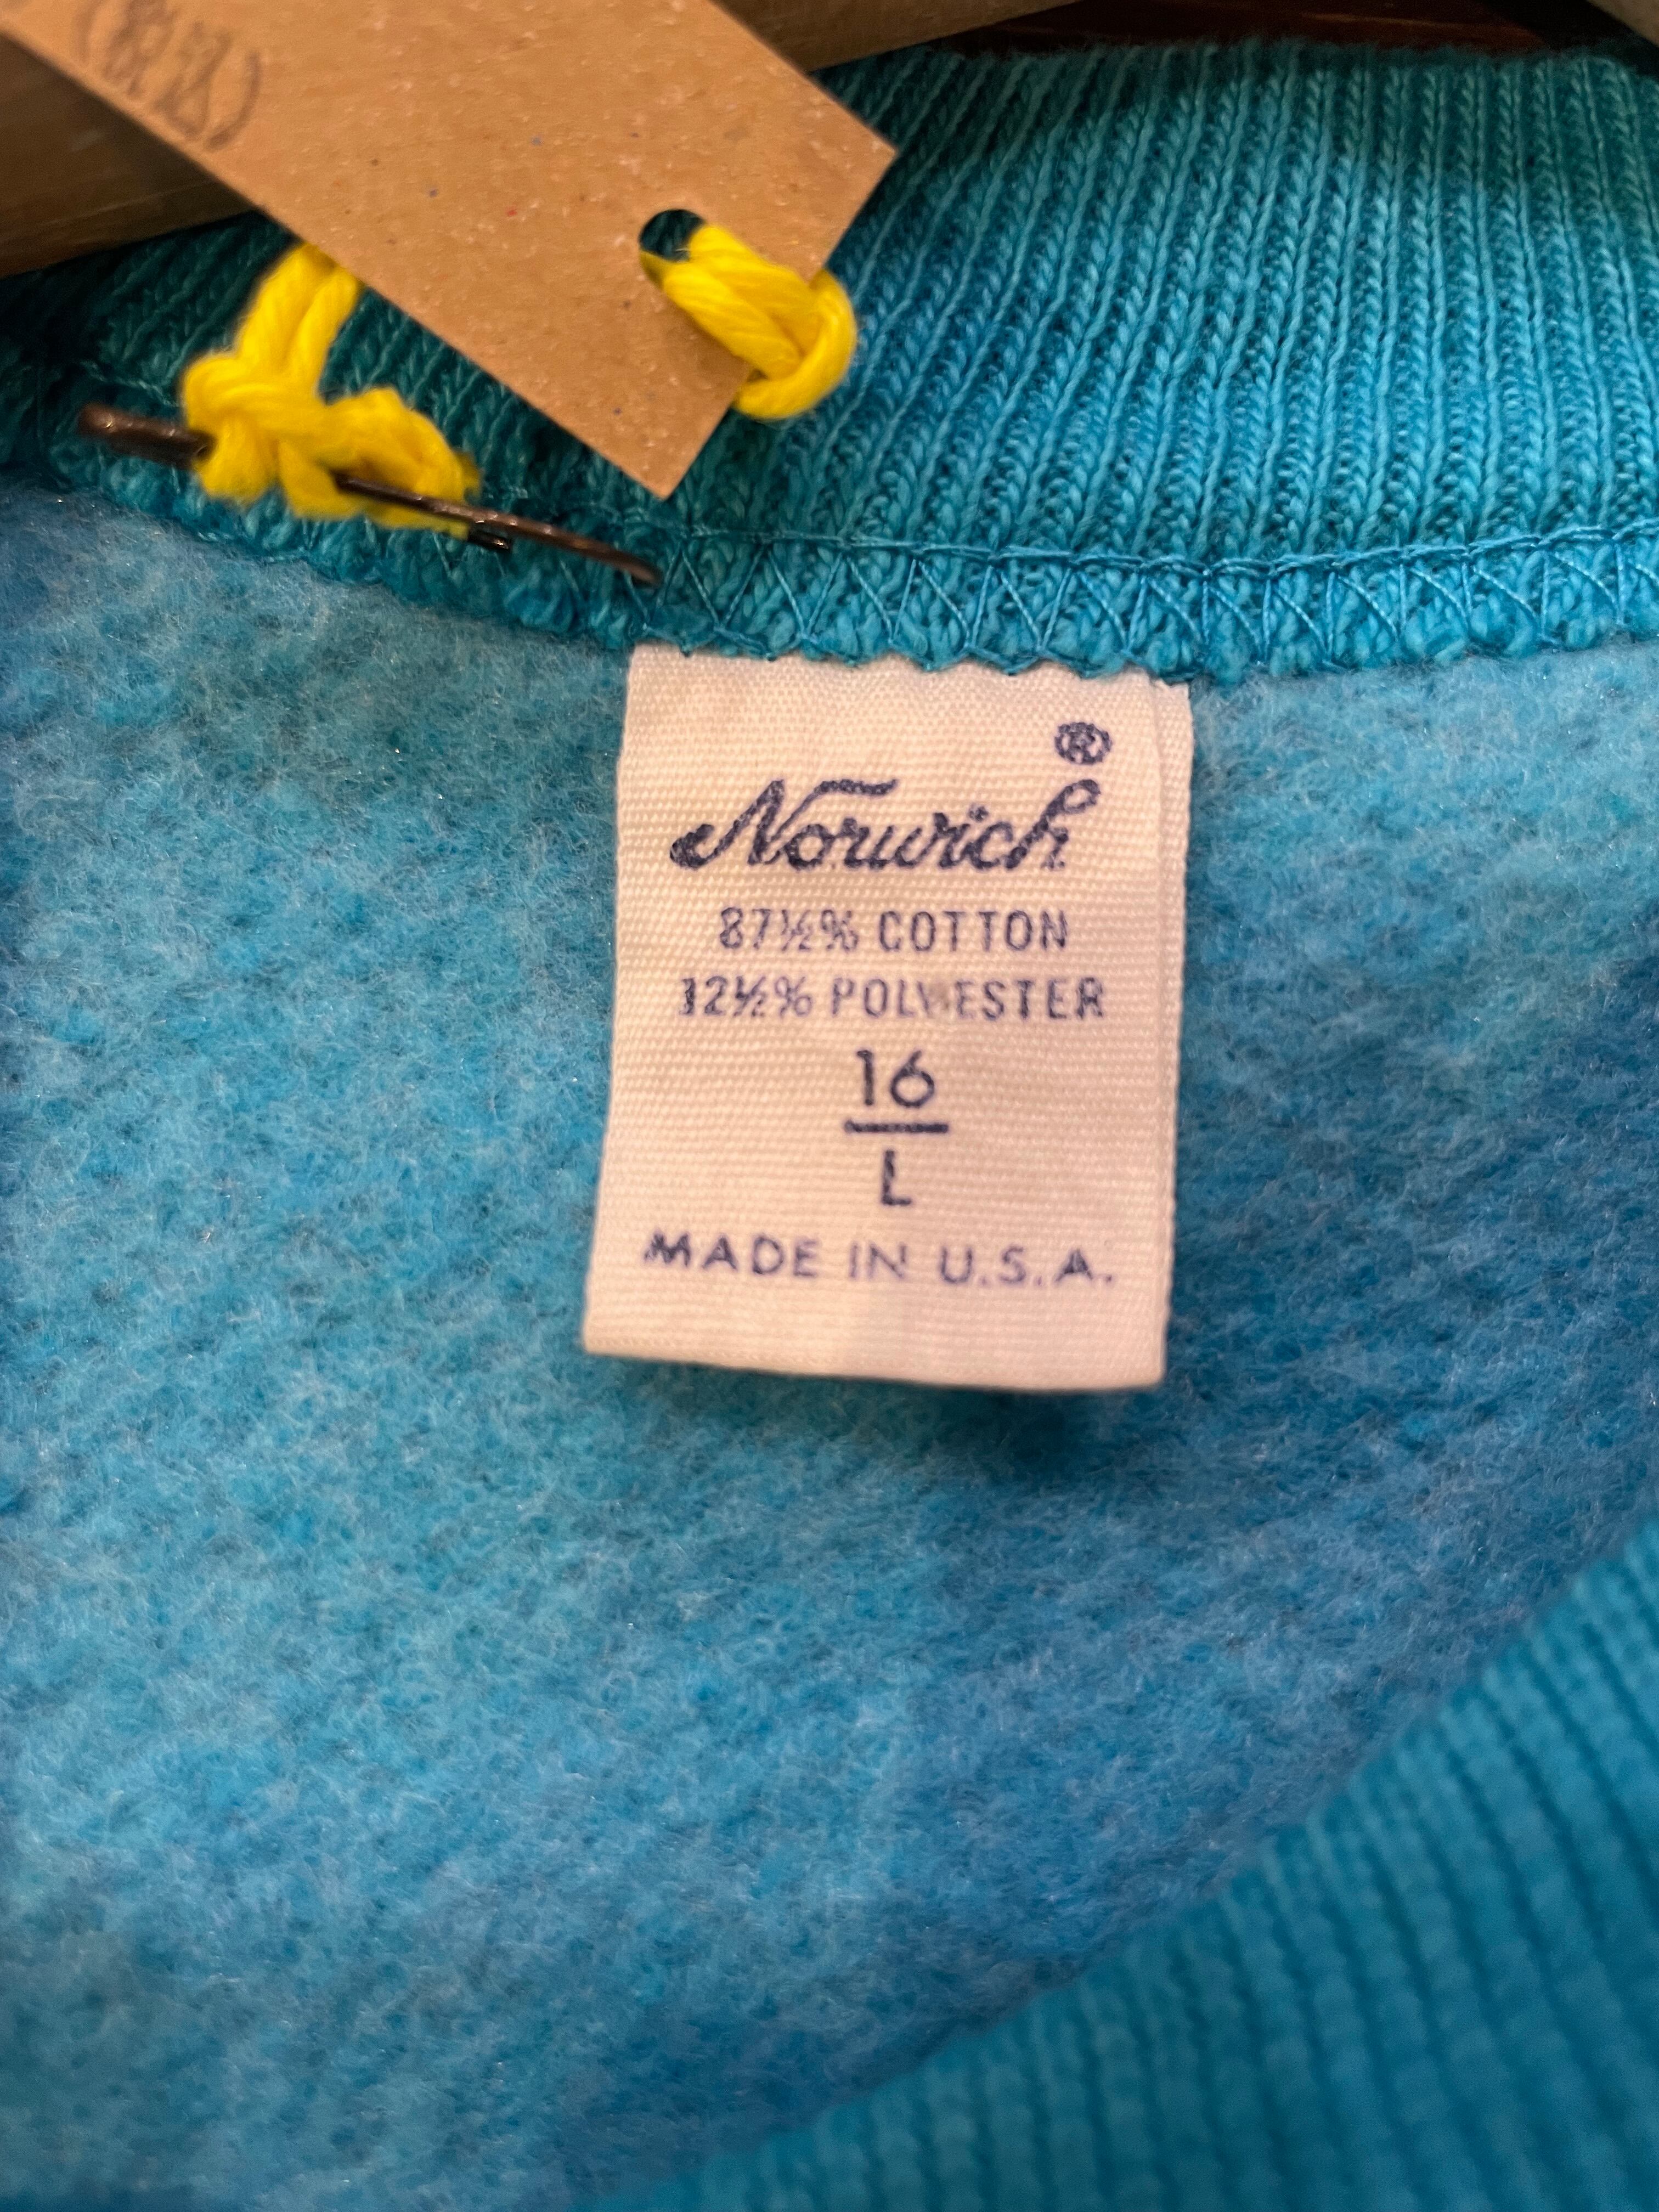 Norwich®
87½% COTTON
12½% POLYESTER
16
L
MADE IN U.S.A.